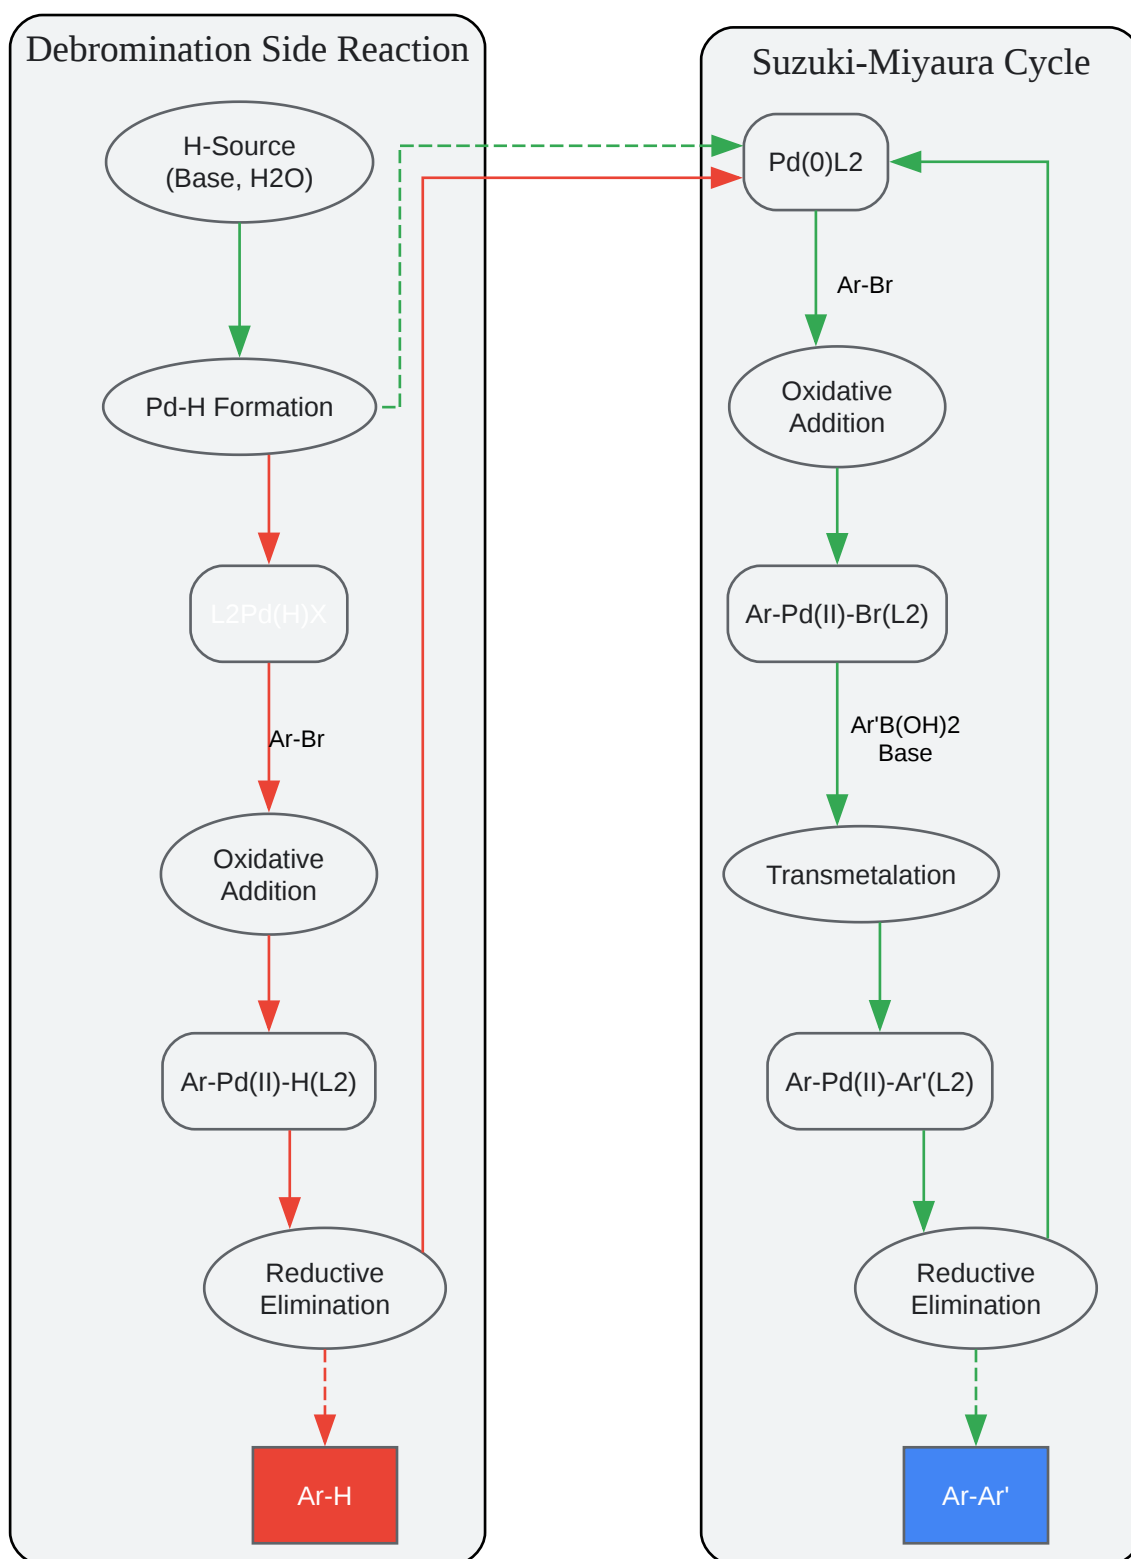 Debromination Side Reaction
H-Source
(Base, H2O)
Pd-H Formation
L2Pd(H)X
Ar-Br
Oxidative
Addition
Ar-Pd(II)-H(L2)
Reductive
Elimination
Ar-H
Suzuki-Miyaura Cycle
Pd(0)L2
Ar-Br
Oxidative
Addition
Ar-Pd(II)-Br(L2)
Ar'B(OH)2
Base
Transmetalation
Ar-Pd(II)-Ar'(L2)
Reductive
Elimination
Ar-Ar'